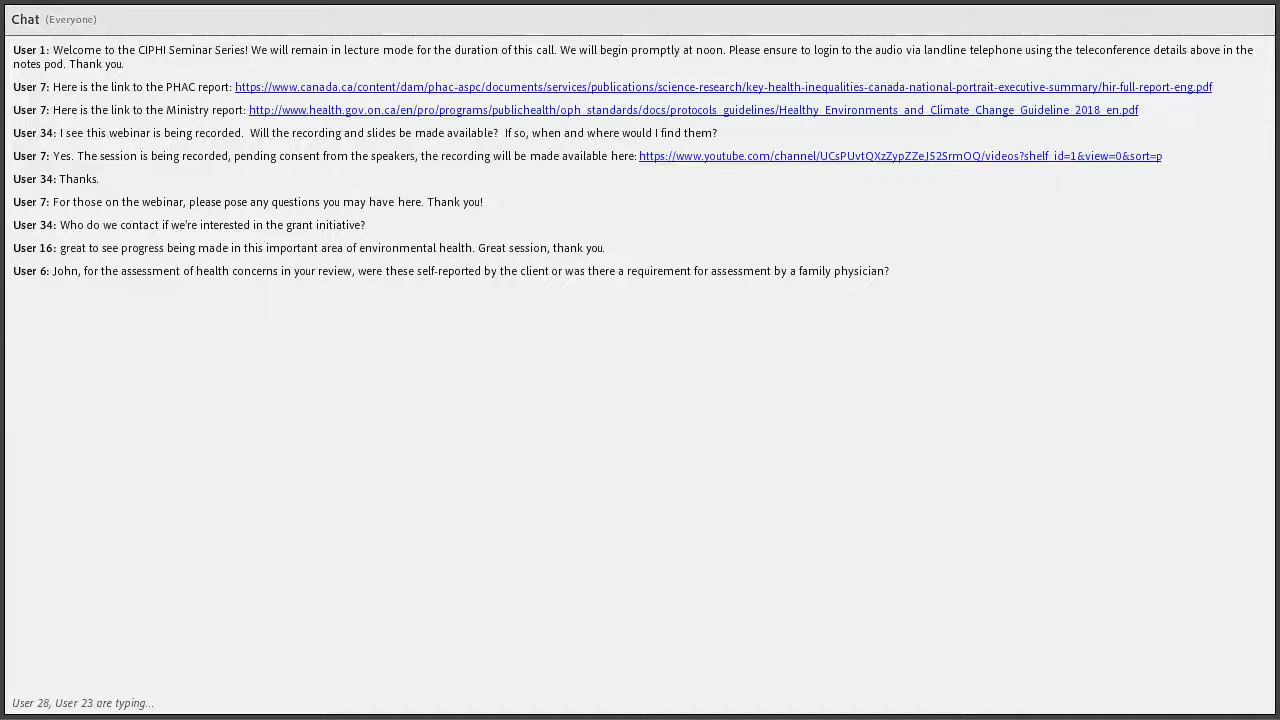 Chat (Everyone)
User 1: Welcome to the CIPHI Seminar Series! We will remain in lecture mode for the duration of this call. We will begin promptly at noon. Please ensure to login to the audio via landline telephone using the teleconference details above in the
notes pod. Thank you.
User 7: Here is the link to the PHAC report: https://www.canada.ca/content/dam/phac-aspc/documents/services/publications/science-research/key-health-inequalities-canada-national-portrait-executive-summary/hir-full-report-eng.pdf
User 7: Here is the link to the Ministry report: http://www.health.gov.on.ca/en/pro/programs/publichealth/oph_standards/docs/protocols_guidelines/Healthy_Environments_and_Climate_Change_Guideline_2018_en.pdf
User 34: I see this webinar is being recorded.  Will the recording and slides be made available?  If so, when and where would I find them?
User 7: Yes. The session is being recorded, pending consent from the speakers, the recording will be made available here: https://www.youtube.com/channel/UCsPUvtQXzZypZZeJ52SrmOQ/videos?shelf_id=1&view=0&sort=p
User 34: Thanks.
User 7: For those on the webinar, please pose any questions you may have here. Thank you!
User 34: Who do we contact if we're interested in the grant initiative?
User 16: great to see progress being made in this important area of environmental health. Great session, thank you.
User 6: John, for the assessment of health concerns in your review, were these self-reported by the client or was there a requirement for assessment by a family physician?
User 28, User 23 are typing...